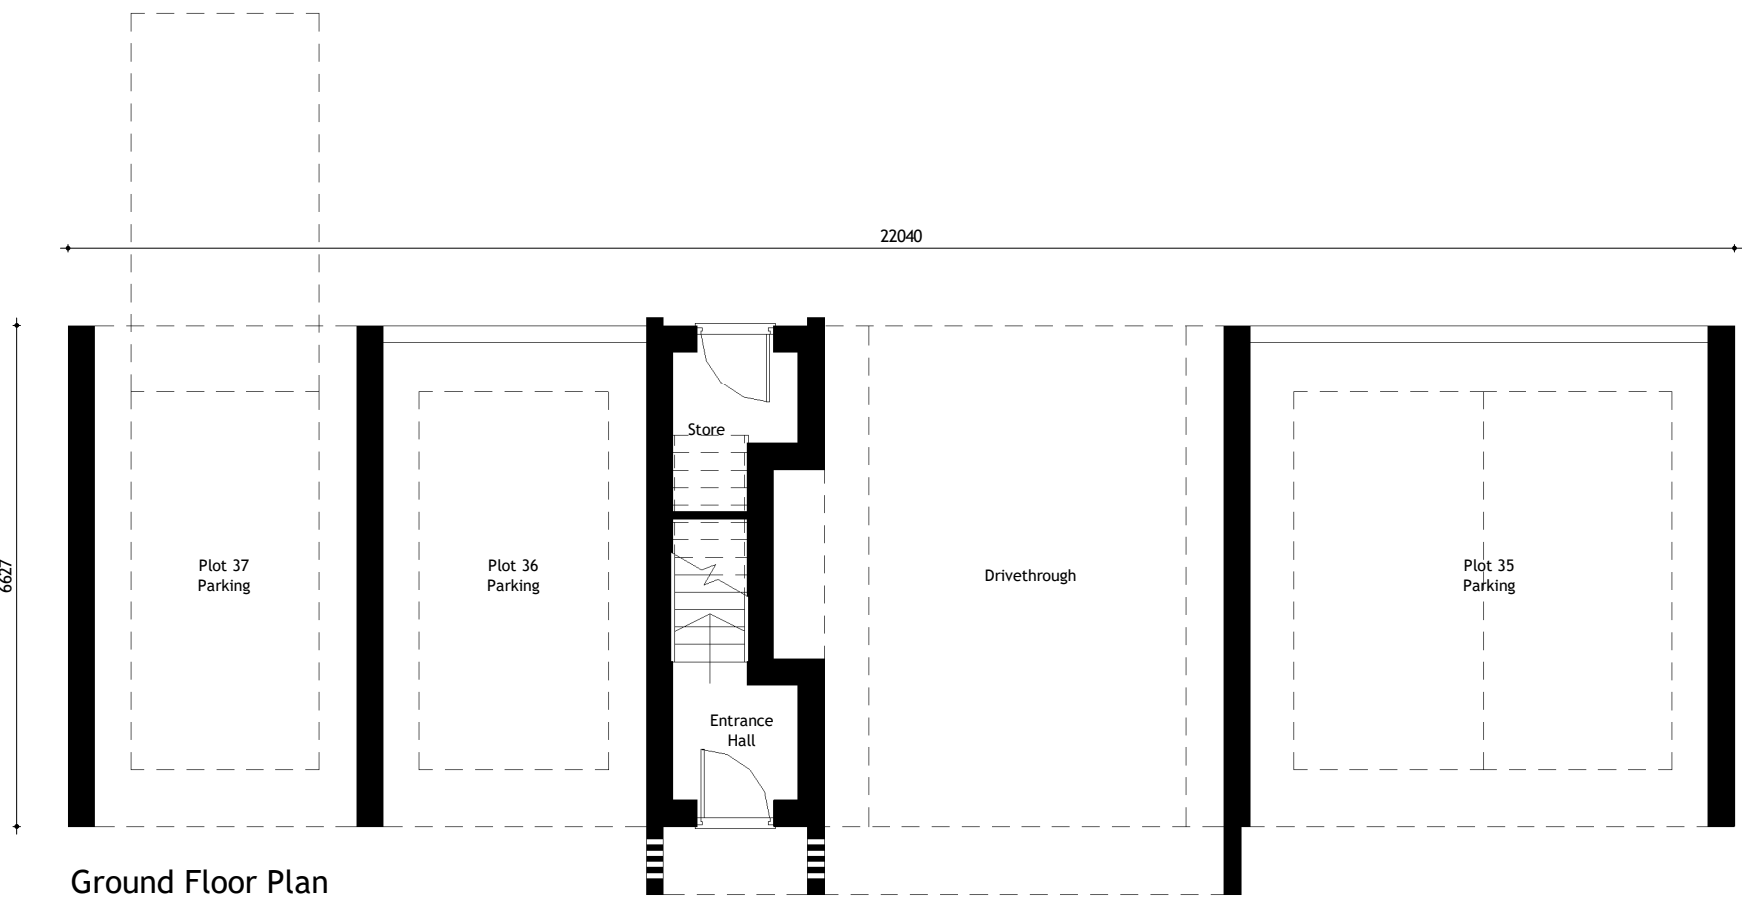 22040
6627
Store
Plot 37
Parking
Plot 36
Parking
Drivethrough
Plot 35
Parking
Entrance
Hall
Ground Floor Plan